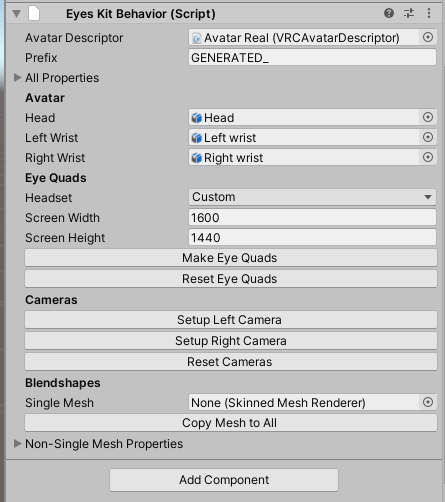 Eyes Kit Behavior (Script)
Avatar Descriptor Avatar Real (VRCAvatarDescriptor)
Prefix GENERATED_
All Properties
Avatar
Head Head
Left Wrist Left wrist
Right Wrist Right wrist
Eye Quads
Headset Custom
Screen Width 1600
Screen Height 1440
Make Eye Quads
Reset Eye Quads
Cameras
Setup Left Camera
Setup Right Camera
Reset Cameras
Blendshapes
Single Mesh None (Skinned Mesh Renderer)
Copy Mesh to All
Non-Single Mesh Properties
Add Component